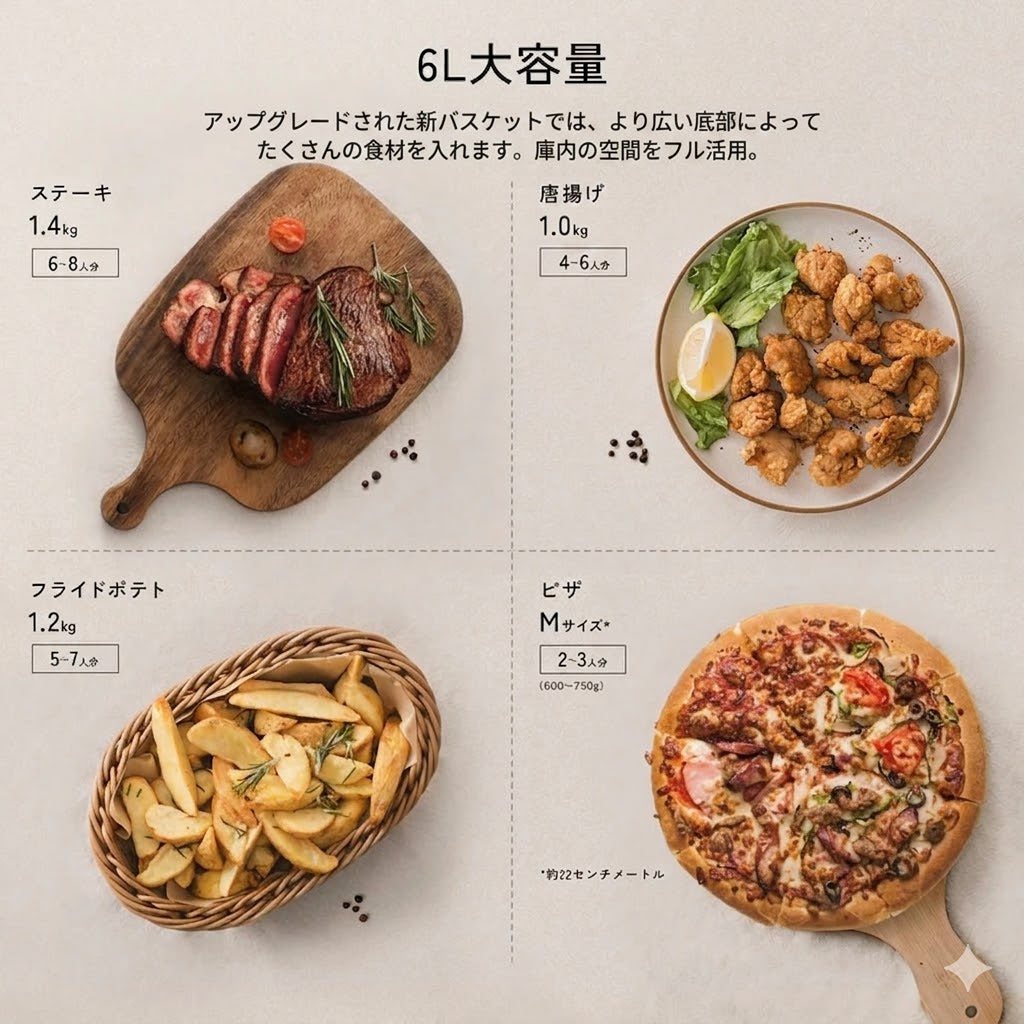 6L大容量
アップグレードされた新バスケットでは、より広い底部によって
たくさんの食材を入れます。庫内の空間をフル活用。
ステーキ
1.4kg
6~8人分
唐揚げ
1.0kg
4~6人分
フライドポテト
1.2kg
5~7人分
ピザ
Mサイズ*
2~3人分
(600~750g)
*約22センチメートル